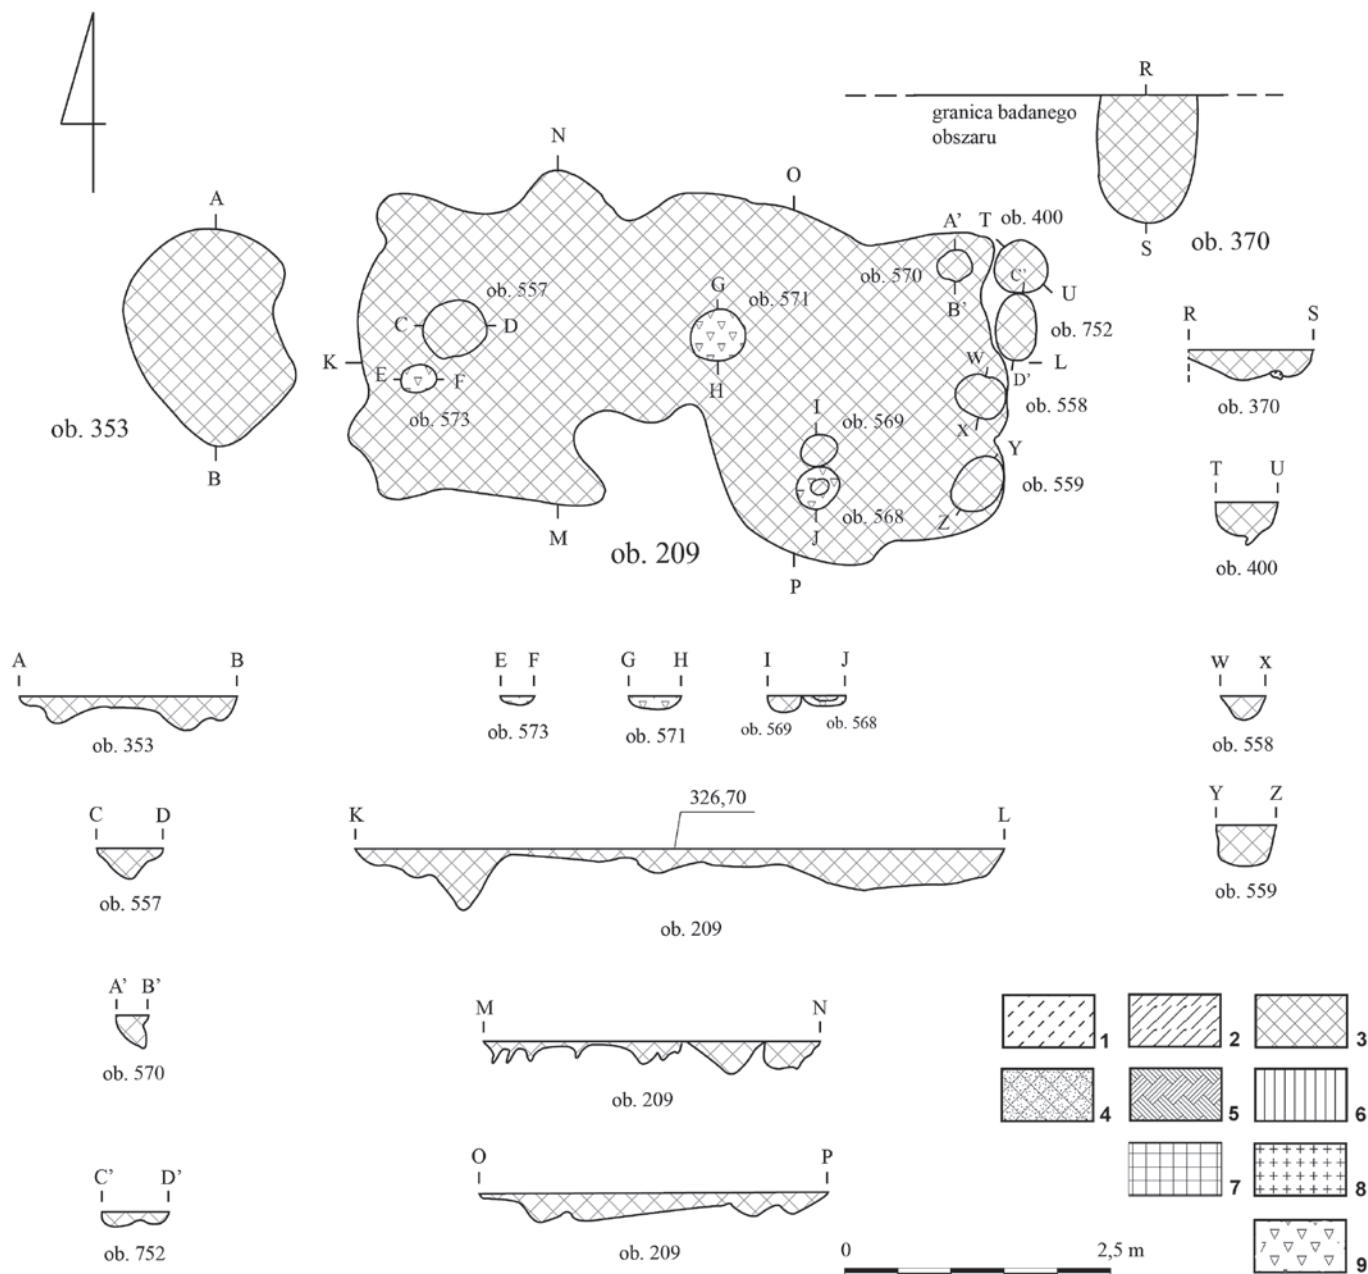 R
granica badanego
obszaru
S
ob. 370
N
O
A
A' T ob. 400
ob. 570
C'
B'
U
ob. 557
G
ob. 571
C D
ob. 752
K
L
W
D'
E F
H
ob. 558
ob. 573
X
I
ob. 569
Y
ob. 353
B
ob. 559
Z
ob. 568
M
J
ob. 209
P
R S
ob. 370
T U
ob. 400
A B
ob. 353
E F
ob. 573
G H
ob. 571
I J
ob. 569 ob. 568
W X
ob. 558
C D
ob. 557
K 326,70 L
ob. 209
Y Z
ob. 559
A' B'
ob. 570
M N
ob. 209
C' D'
ob. 752
O P
ob. 209
1 2 3
4 5 6
7 8
9
0 2,5 m